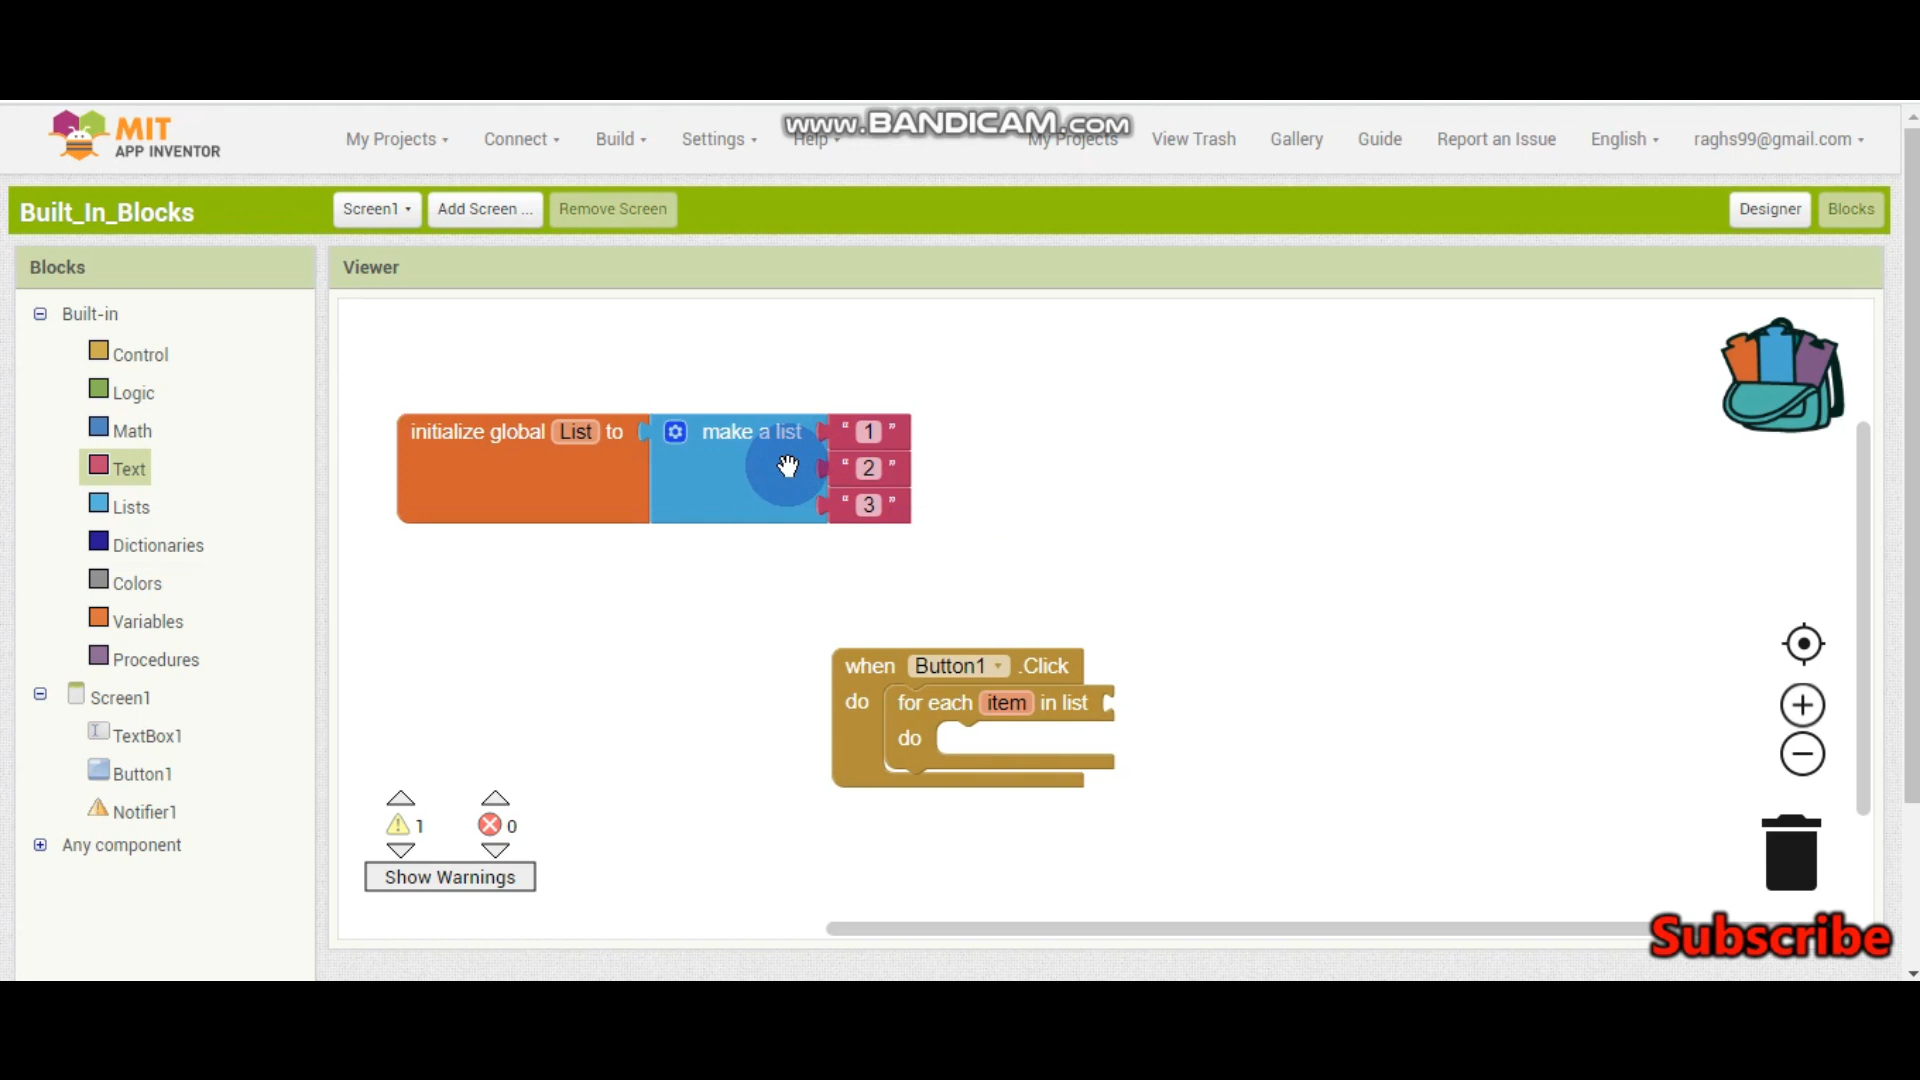 www.BANDICAM.com
MIT
APP INVENTOR
My Projects
Connect
Build
Settings
Help
My Projects
View Trash
Gallery
Guide
Report an Issue
English
raghs99@gmail.com
Built_In_Blocks
Screen1
Add Screen ...
Remove Screen
Designer
Blocks
Blocks
Viewer
Built-in
Control
Logic
Math
Text
Lists
Dictionaries
Colors
Variables
Procedures
Screen1
TextBox1
Button1
Notifier1
Any component
initialize global List to
make a list
“ 1 ”
“ 2 ”
“ 3 ”
when Button1 .Click
do for each item in list
do
1
0
Show Warnings
Subscribe